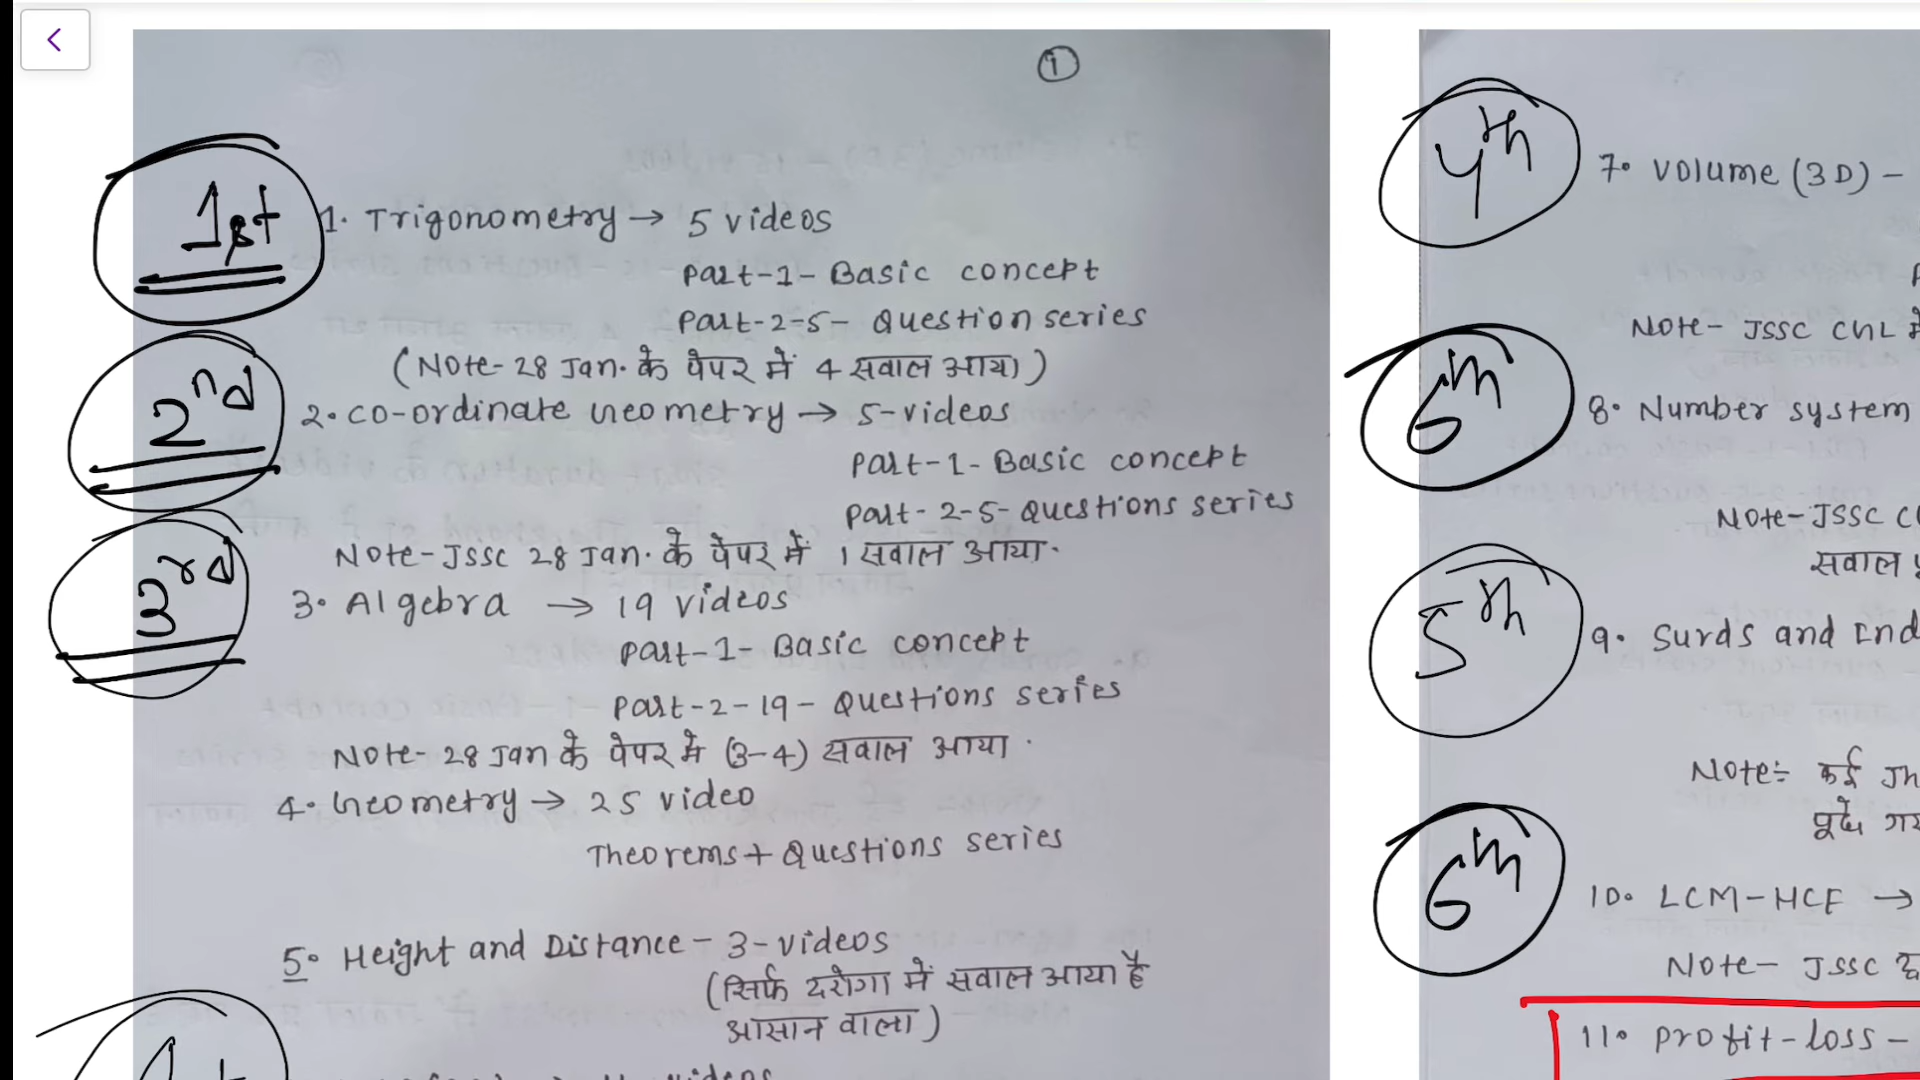 ①
1st
1. Trigonometry → 5 videos
Part-1- Basic concept
Part-2-5- Question series
(Note- 28 Jan. के पेपर में 4 सवाल आया)
2nd
2. Co-ordinate Geometry → 5-videos
Part-1- Basic concept
Part-2-5-Questions series
Note-JSSC 28 Jan. के पेपर में 1 सवाल आया.
3rd
3. Algebra → 19 videos
Part-1- Basic concept
Part-2-19- Questions series
Note-28 Jan के पेपर में (3-4) सवाल आया.
4. Geometry → 25 video
Theorems+ Questions series
5. Height and Distance - 3-videos
(सिर्फ दरोगा में सवाल आया है
आसान वाला)
videos
4th
7. Volume (3D) -
Note- JSSC CGL में
6th
8. Number system
Note-JSSC
सवाल
5th
9. Surds and Ind
Note:- कई Jh
पूछे
6th
10. LCM-HCF →
Note- JSSC
11. Profit-loss-